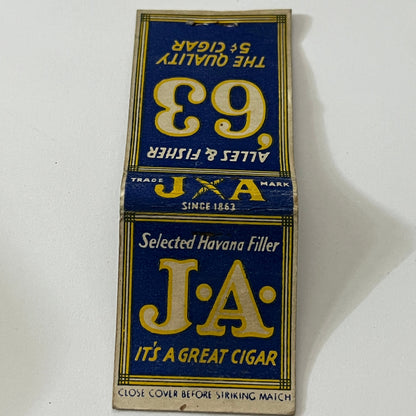 THE QUALITY
5¢ CIGAR
'63
ALLES & FISHER
TRADE J A MARK
SINCE 1863
Selected Havana Filler
J·A·
IT'S A GREAT CIGAR
CLOSE COVER BEFORE STRIKING MATCH